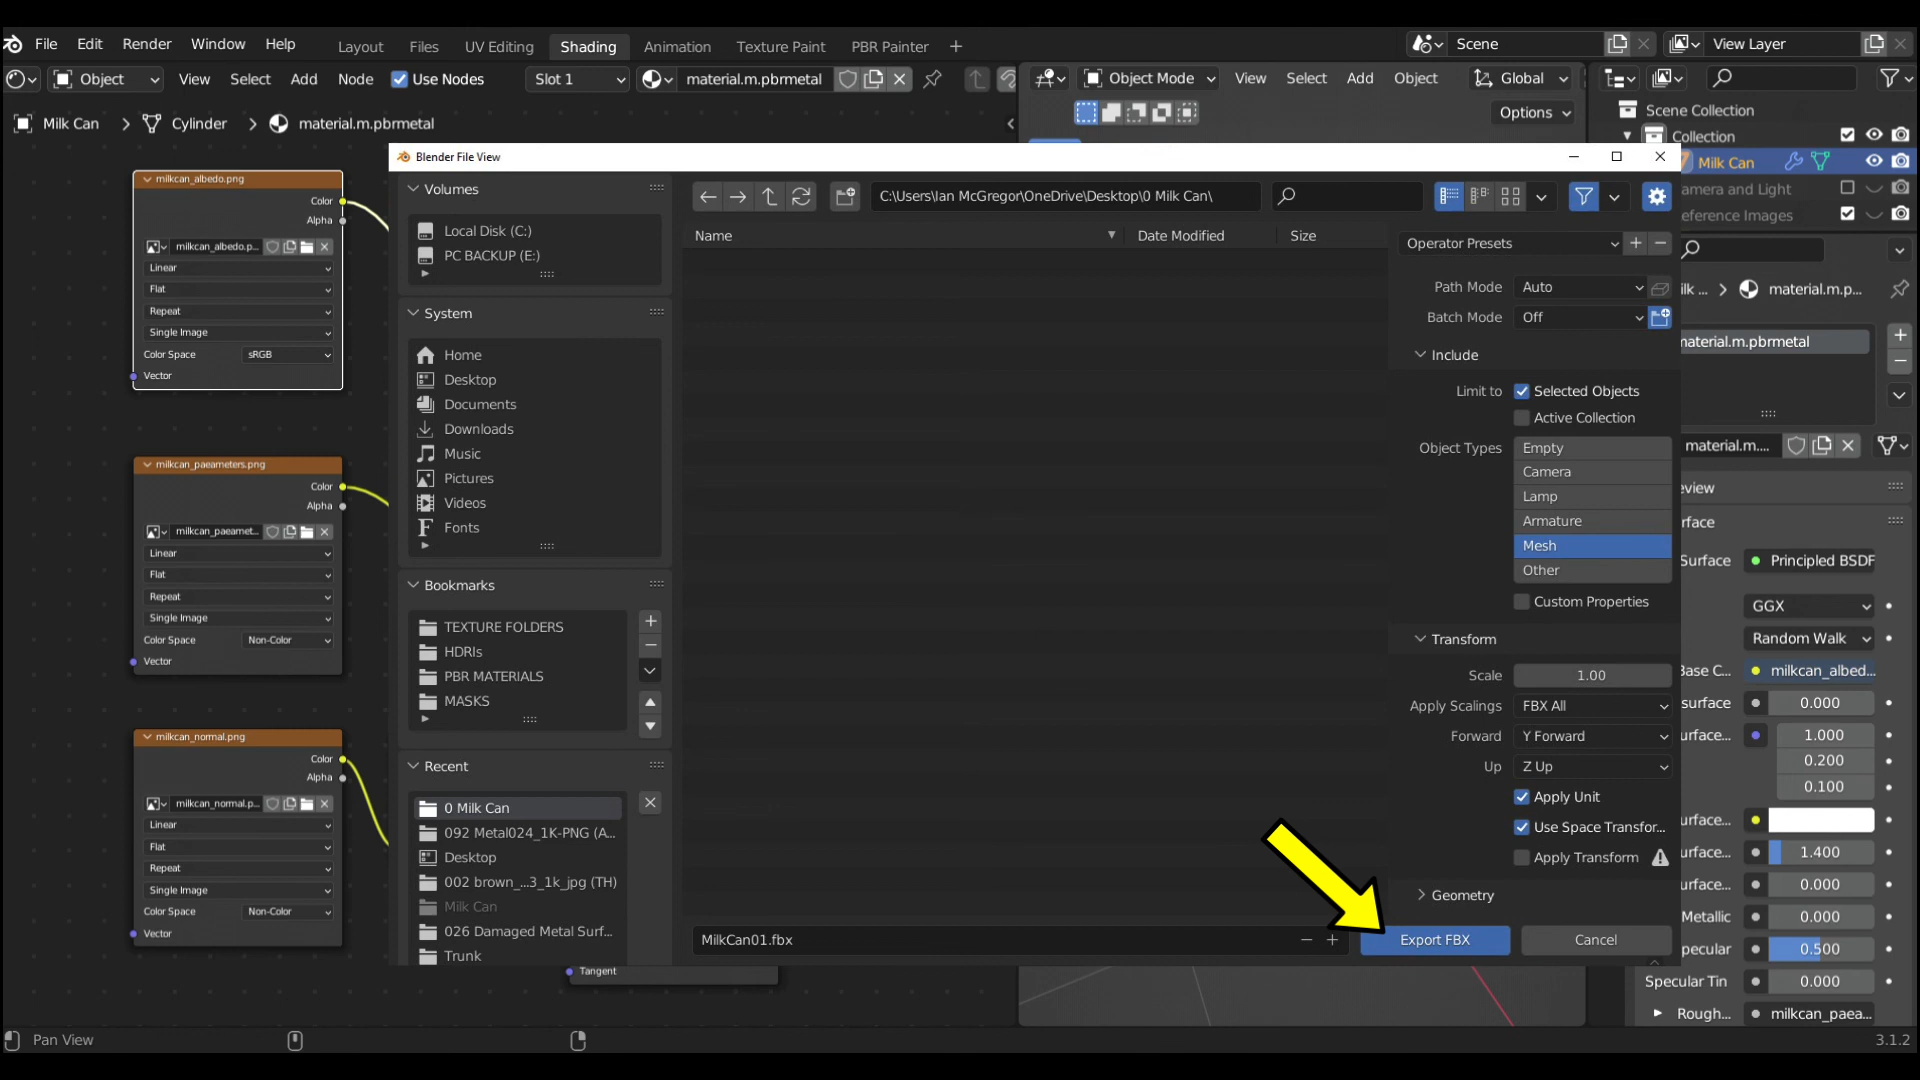 File Edit Render Window Help Layout Files UV Editing Shading Animation Texture Paint PBR Painter + Scene View Layer
Object View Select Add Node Use Nodes Slot 1 material.m.pbrmetal Object Mode View Select Add Object Global
Options
Milk Can > Cylinder > material.m.pbrmetal
Scene Collection
Collection
Milk Can
amera and Light
eference Images
Blender File View
milkcan_albedo.png
Color
Alpha
milkcan_albedo.p...
Linear
Flat
Repeat
Single Image
Color Space sRGB
Vector
milkcan_paeameters.png
Color
Alpha
milkcan_paeamet...
Linear
Flat
Repeat
Single Image
Color Space Non-Color
Vector
milkcan_normal.png
Color
Alpha
milkcan_normal.p...
Linear
Flat
Repeat
Single Image
Color Space Non-Color
Vector
Volumes
Local Disk (C:)
PC BACKUP (E:)
System
Home
Desktop
Documents
Downloads
Music
Pictures
Videos
Fonts
Bookmarks
TEXTURE FOLDERS
HDRIs
PBR MATERIALS
MASKS
Recent
0 Milk Can
092 Metal024_1K-PNG (A...
Desktop
002 brown_...3_1k_jpg (TH)
Milk Can
026 Damaged Metal Surf...
Trunk
Tangent
C:\Users\Ian McGregor\OneDrive\Desktop\0 Milk Can\
Name Date Modified Size
MilkCan01.fbx
Operator Presets
Path Mode Auto
Batch Mode Off
Include
Limit to Selected Objects
Active Collection
Object Types Empty
Camera
Lamp
Armature
Mesh
Other
Custom Properties
Transform
Scale 1.00
Apply Scalings FBX All
Forward Y Forward
Up Z Up
Apply Unit
Use Space Transfor...
Apply Transform
Geometry
Export FBX Cancel
ilk ... > material.m.p...
material.m.pbrmetal
material.m....
eview
rface
Surface Principled BSDF
GGX
Random Walk
Base C... milkcan_albed...
surface 0.000
urface... 1.000
0.200
0.100
urface...
urface... 1.400
urface... 0.000
Metallic 0.000
pecular 0.500
Specular Tin 0.000
Rough... milkcan_paea...
Pan View
3.1.2